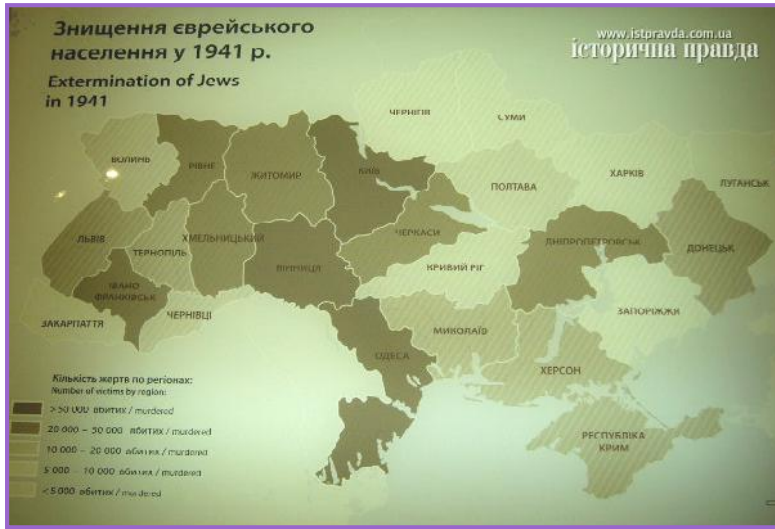 Знищення єврейського
населення у 1941 р.
Extermination of Jews
in 1941
www.istpravda.com.ua
історична правда
ЧЕРНІГІВ
СУМИ
ВОЛИНЬ
РІВНЕ
ЖИТОМИР
КИЇВ
ПОЛТАВА
ХАРКІВ
ЛУГАНСЬК
ЛЬВІВ
ТЕРНОПІЛЬ
ХМЕЛЬНИЦЬКИЙ
ВІННИЦЯ
ЧЕРКАСИ
КРИВИЙ РІГ
ДНІПРОПЕТРОВСЬК
ДОНЕЦЬК
ІВАНО
ФРАНКІВСЬК
ЗАКАРПАТТЯ
ЧЕРНІВЦІ
ОДЕСА
МИКОЛАЇВ
ХЕРСОН
ЗАПОРІЖЖЯ
РЕСПУБЛІКА
КРИМ
Кількість жертв по регіонах:
Number of victims by region:
> 50 000 вбитих / murdered
20 000 – 50 000 вбитих / murdered
10 000 – 20 000 вбитих / murdered
5 000 – 10 000 вбитих / murdered
< 5 000 вбитих / murdered